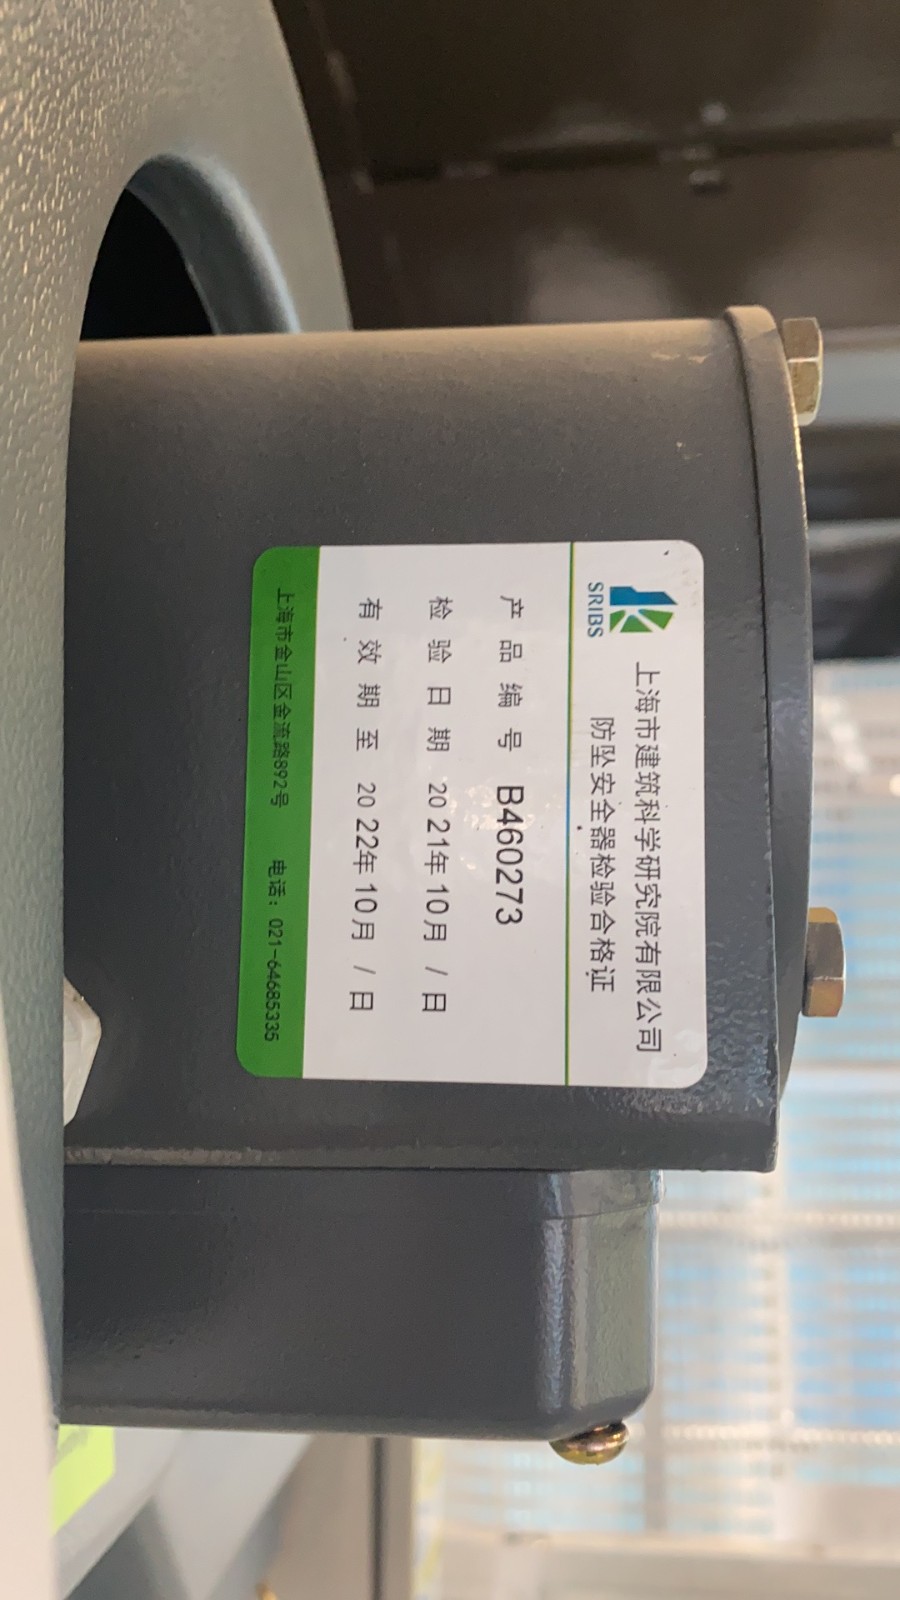 上海市建筑科学研究院有限公司
SRIBS
防坠安全器检验合格证
产品编号 B460273
检验日期 2021年10月/日
有效期至 2022年10月/日
上海市金山区金流路892号 电话：021-64685335